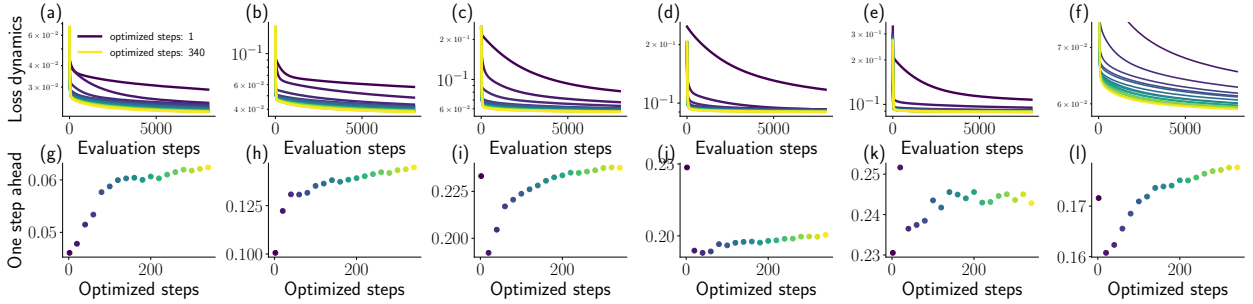 (a) (b) (c) (d) (e) (f)
Loss dynamics
6 × 10⁻² 4 × 10⁻² 3 × 10⁻²
optimized steps: 1
optimized steps: 340
10⁻¹ 6 × 10⁻² 4 × 10⁻²
2 × 10⁻¹ 10⁻¹ 6 × 10⁻²
2 × 10⁻¹ 10⁻¹
3 × 10⁻¹ 2 × 10⁻¹ 10⁻¹
7 × 10⁻² 6 × 10⁻²
0 5000 0 5000 0 5000 0 5000 0 5000 0 5000
Evaluation steps Evaluation steps Evaluation steps Evaluation steps Evaluation steps Evaluation steps
(g) (h) (i) (j) (k) (l)
One step ahead
0.06 0.05
0.125 0.100
0.225 0.200
0.23 0.20
0.25 0.24 0.23
0.17 0.16
0 200 0 200 0 200 0 200 0 200 0 200
Optimized steps Optimized steps Optimized steps Optimized steps Optimized steps Optimized steps